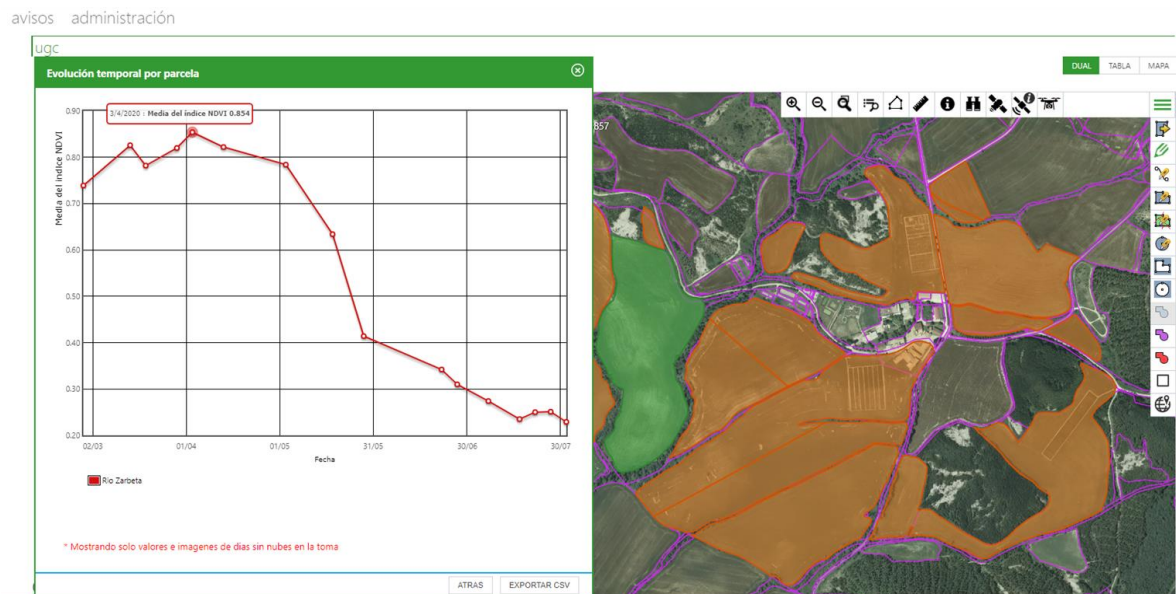 avisos administración
ugc
Evolución temporal por parcela
DUAL TABLA MAPA
3/4/2020 : Media del indice NDVI 0.854
Media del indice NDVI
0.90
0.80
0.70
0.60
0.50
0.40
0.30
0.20
02/03 01/04 01/05 31/05 30/06 30/07
Fecha
Río Zarbeta
* Mostrando solo valores e imagenes de dias sin nubes en la toma
ATRAS EXPORTAR CSV
857